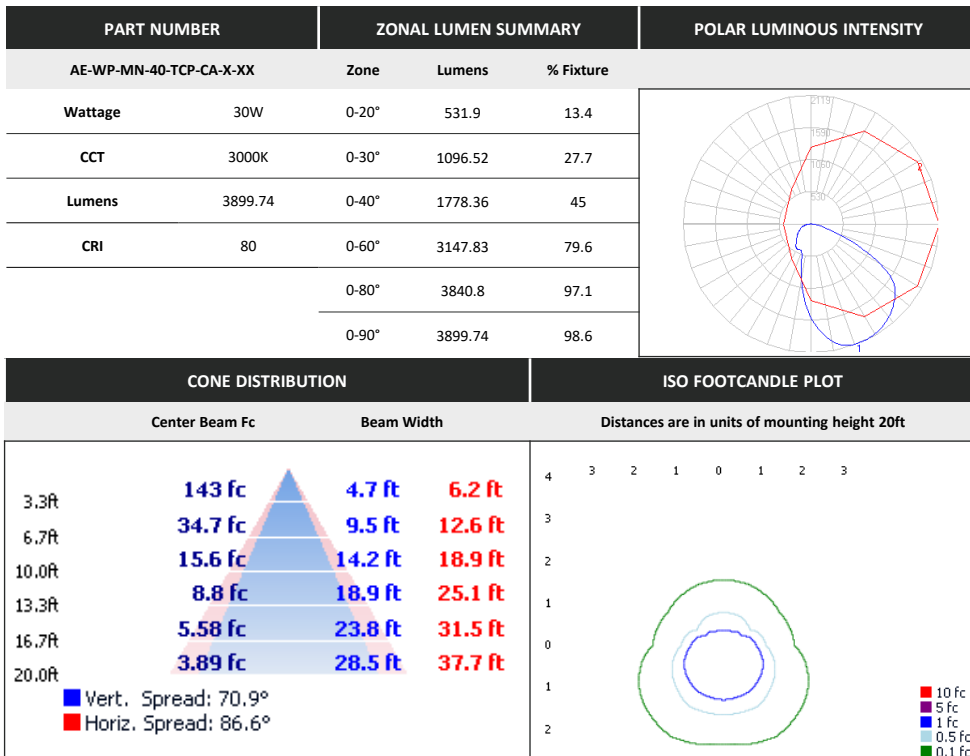 PART NUMBER
ZONAL LUMEN SUMMARY
POLAR LUMINOUS INTENSITY
AE-WP-MN-40-TCP-CA-X-XX
Zone Lumens % Fixture
Wattage 30W
0-20° 531.9 13.4
CCT 3000K
0-30° 1096.52 27.7
Lumens 3899.74
0-40° 1778.36 45
CRI 80
0-60° 3147.83 79.6
0-80° 3840.8 97.1
0-90° 3899.74 98.6
2119
1590
1060
530
2
1
CONE DISTRIBUTION
ISO FOOTCANDLE PLOT
Center Beam Fc Beam Width
Distances are in units of mounting height 20ft
3.3ft 143 fc 4.7 ft 6.2 ft
6.7ft 34.7 fc 9.5 ft 12.6 ft
10.0ft 15.6 fc 14.2 ft 18.9 ft
13.3ft 8.8 fc 18.9 ft 25.1 ft
16.7ft 5.58 fc 23.8 ft 31.5 ft
20.0ft 3.89 fc 28.5 ft 37.7 ft
Vert. Spread: 70.9°
Horiz. Spread: 86.6°
3 2 1 0 1 2 3
4
3
2
1
0
1
2
10 fc
5 fc
1 fc
0.5 fc
0.1 fc